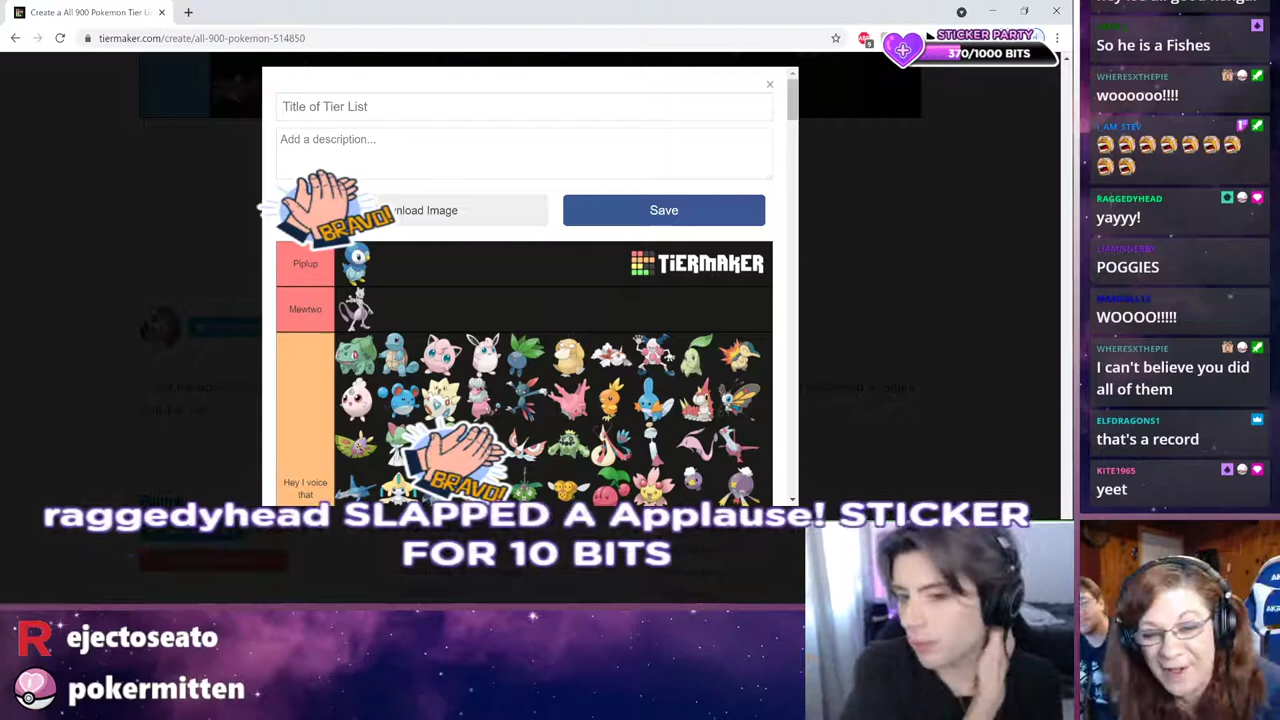 Create a All 900 Pokemon Tier Lis
tiermaker.com/create/all-900-pokemon-514850
STICKER PARTY
370/1000 BITS
Title of Tier List
Add a description...
nload Image
Save
BRAVO!
Piplup
TIERMAKER
Mewtwo
Hey I voice
that
BRAVO!
raggedyhead SLAPPED A Applause! STICKER
FOR 10 BITS
R ejectoseato
pokermitten
So he is a Fishes
WHERESXTHEPIE
woooooo!!!!
I_AM_STEV
RAGGEDYHEAD
yayyy!
LIAMISDERBY
POGGIES
WOOOO!!!!!
WHERESXTHEPIE
I can't believe you did
all of them
ELFDRAGONS1
that's a record
KITE1965
yeet